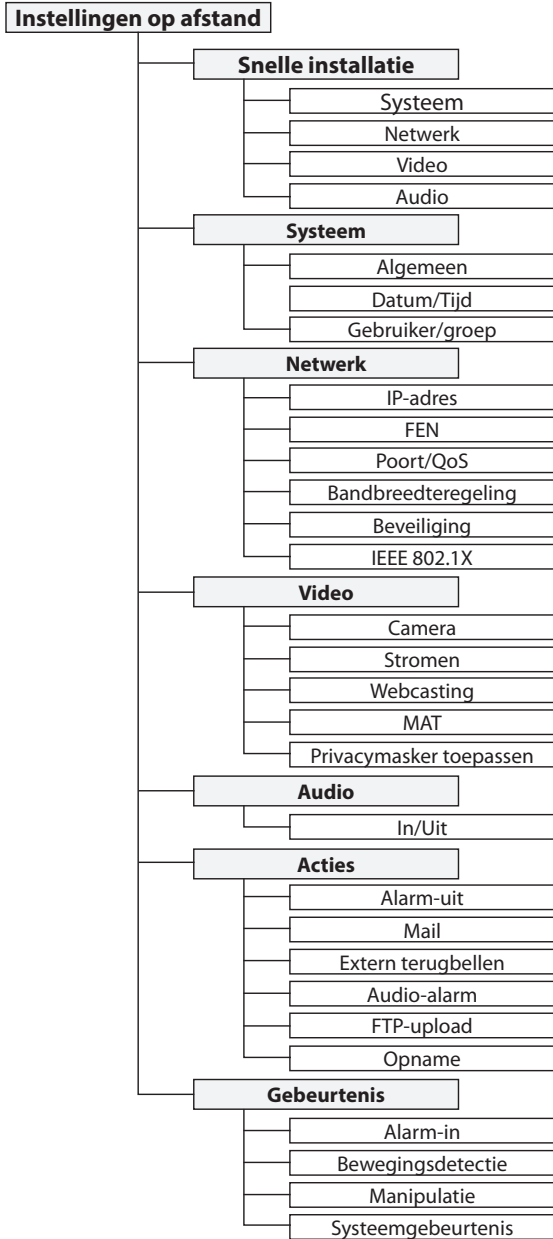 Instellingen op afstand
Snelle installatie
Systeem
Netwerk
Video
Audio
Systeem
Algemeen
Datum/Tijd
Gebruiker/groep
Netwerk
IP-adres
FEN
Poort/QoS
Bandbreedteregeling
Beveiliging
IEEE 802.1X
Video
Camera
Stromen
Webcasting
MAT
Privacymasker toepassen
Audio
In/Uit
Acties
Alarm-uit
Mail
Extern terugbellen
Audio-alarm
FTP-upload
Opname
Gebeurtenis
Alarm-in
Bewegingsdetectie
Manipulatie
Systeemgebeurtenis